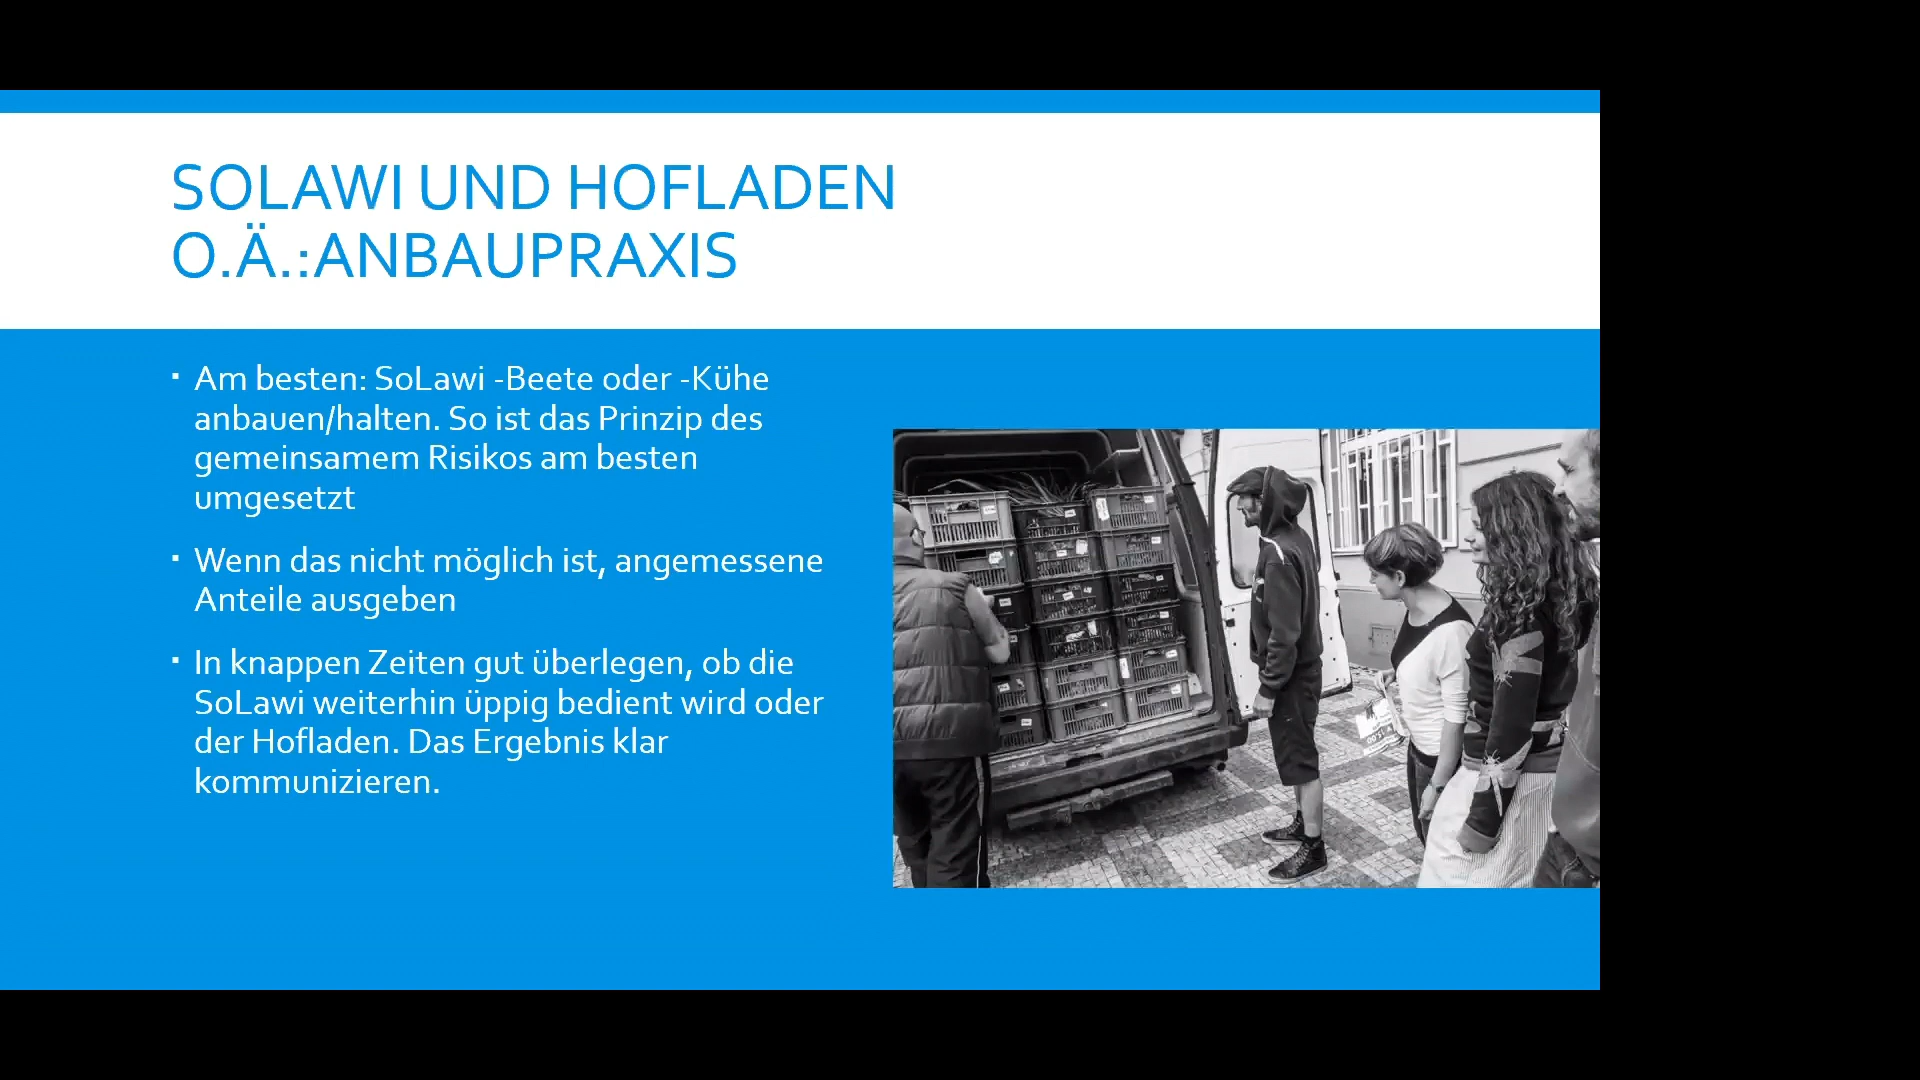 SOLAWI UND HOFLADEN
O.Ä.:ANBAUPRAXIS
▪ Am besten: SoLawi -Beete oder -Kühe
anbauen/halten. So ist das Prinzip des
gemeinsamem Risikos am besten
umgesetzt
▪ Wenn das nicht möglich ist, angemessene
Anteile ausgeben
▪ In knappen Zeiten gut überlegen, ob die
SoLawi weiterhin üppig bedient wird oder
der Hofladen. Das Ergebnis klar
kommunizieren.